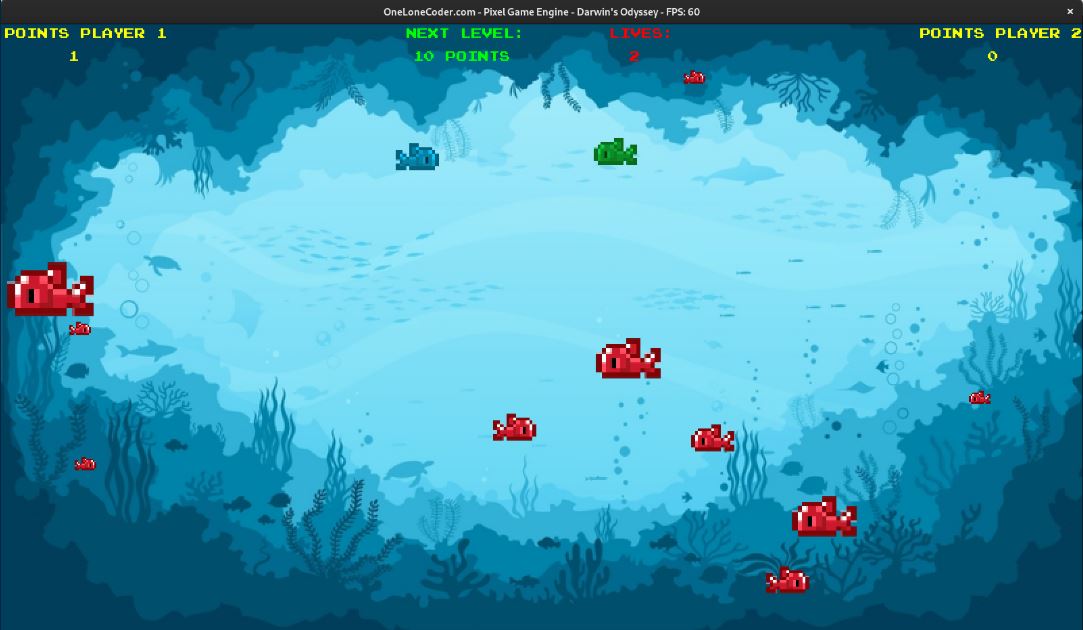 OneLoneCoder.com - Pixel Game Engine - Darwin's Odyssey - FPS: 60
POINTS PLAYER 1 NEXT LEVEL: LIVES: POINTS PLAYER 2
1 10 POINTS 2 0